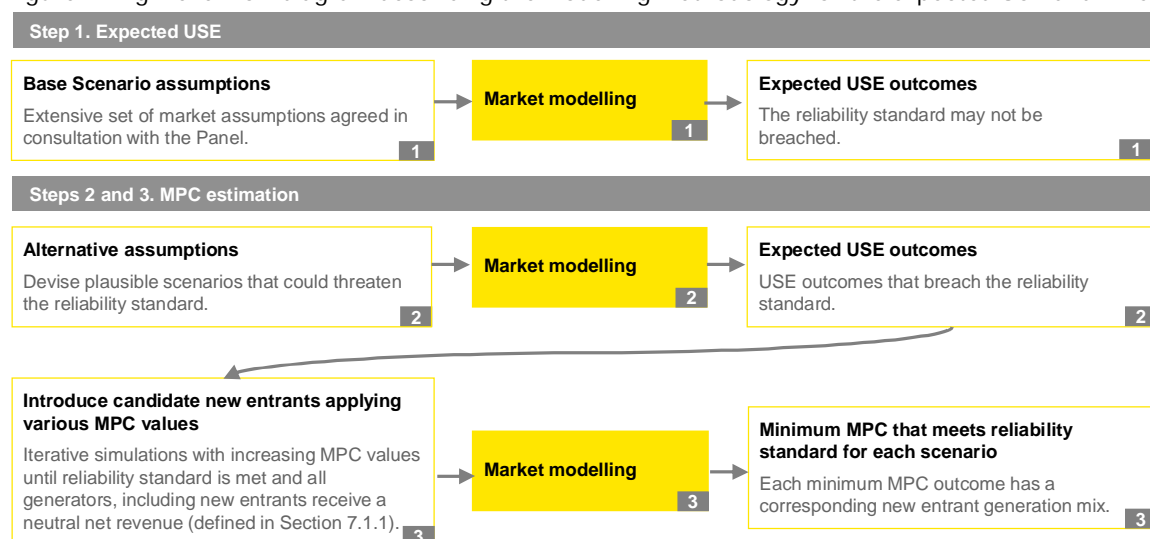 Step 1. Expected USE
Base Scenario assumptions
Extensive set of market assumptions agreed in
consultation with the Panel.
1
Market modelling
1
Expected USE outcomes
The reliability standard may not be
breached.
1
Steps 2 and 3. MPC estimation
Alternative assumptions
Devise plausible scenarios that could threaten
the reliability standard.
2
Market modelling
2
Expected USE outcomes
USE outcomes that breach the reliability
standard.
2
Introduce candidate new entrants applying
various MPC values
Iterative simulations with increasing MPC values
until reliability standard is met and all
generators, including new entrants receive a
neutral net revenue (defined in Section 7.1.1).
3
Market modelling
3
Minimum MPC that meets reliability
standard for each scenario
Each minimum MPC outcome has a
corresponding new entrant generation mix.
3